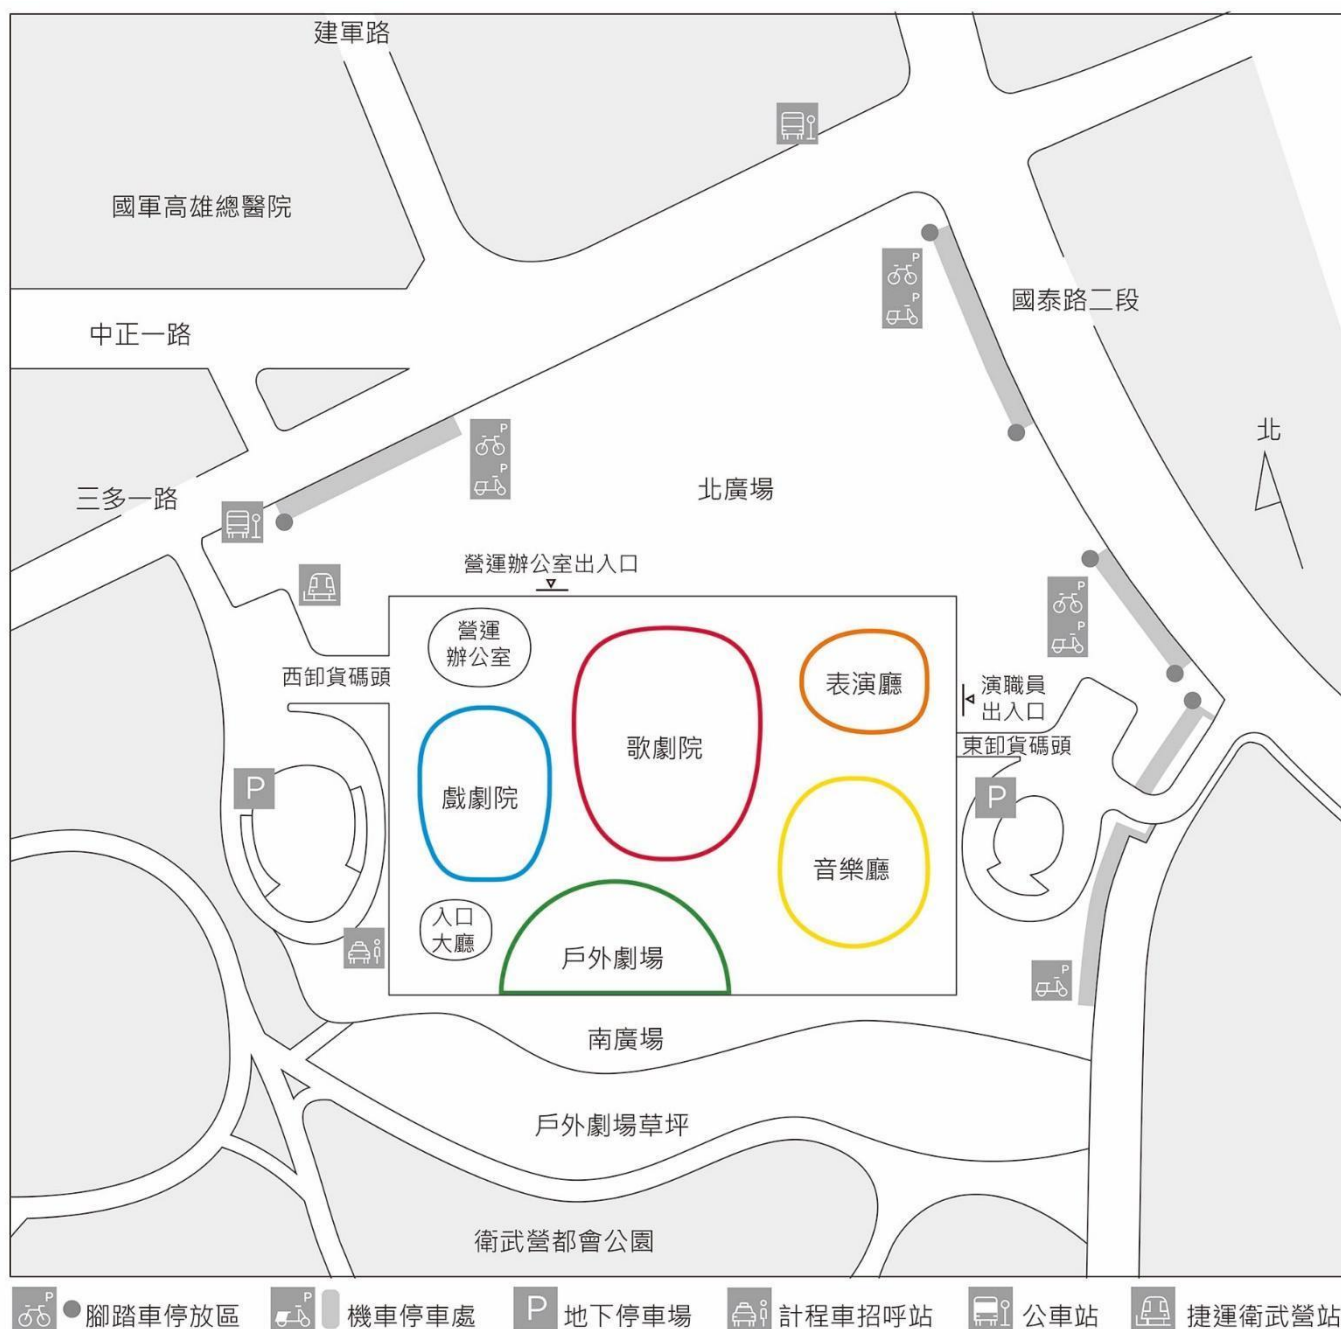 建軍路
國軍高雄總醫院
中正一路
國泰路二段
三多一路
北
北廣場
營運辦公室出入口
營運
辦公室
西卸貨碼頭
歌劇院
表演廳
演職員
出入口
東卸貨碼頭
戲劇院
P
P
音樂廳
入口
大廳
戶外劇場
南廣場
戶外劇場草坪
衛武營都會公園
P
P
P
P
P
P
P
P 腳踏車停放區
P 機車停車處
P 地下停車場
計程車招呼站
公車站
捷運衛武營站